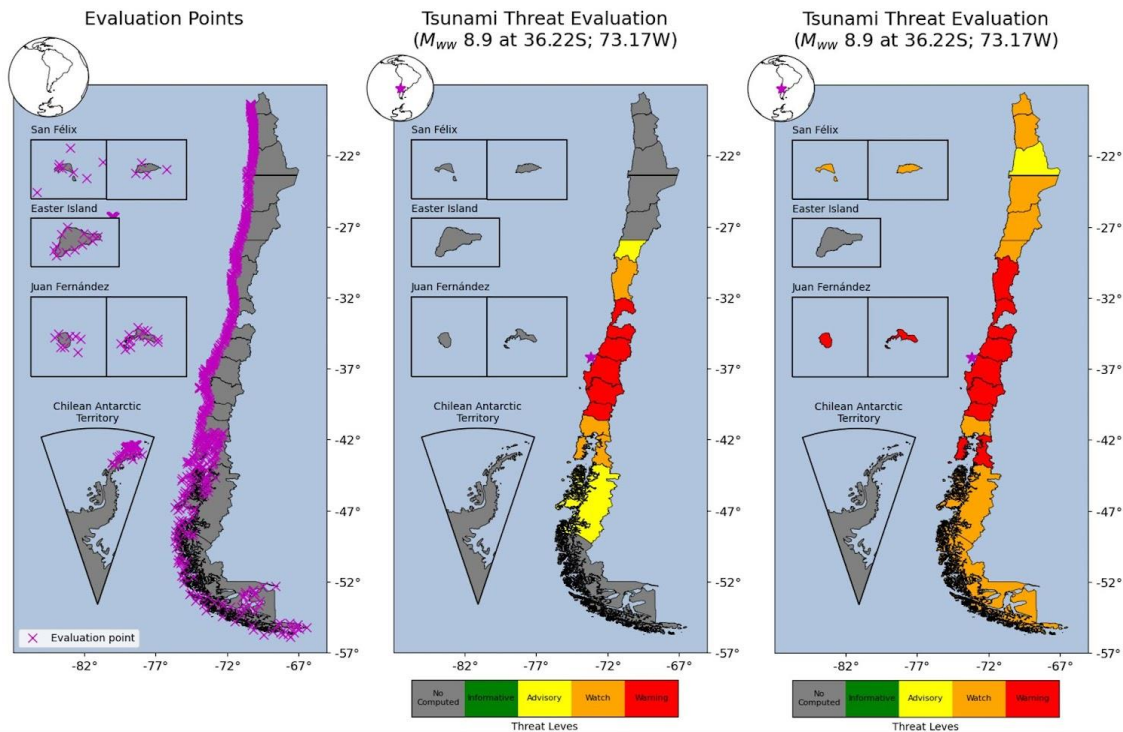 Evaluation Points
San Félix
Easter Island
Juan Fernández
Chilean Antarctic
Territory
Evaluation point
-22°
-27°
-32°
-37°
-42°
-47°
-52°
-57°
-82° -77° -72° -67°
Tsunami Threat Evaluation
(Mww 8.9 at 36.22S; 73.17W)
San Félix
Easter Island
Juan Fernández
Chilean Antarctic
Territory
-22°
-27°
-32°
-37°
-42°
-47°
-52°
-57°
-82° -77° -72° -67°
No
Computed
Informative
Advisory
Watch
Warning
Threat Leves
Tsunami Threat Evaluation
(Mww 8.9 at 36.22S; 73.17W)
San Félix
Easter Island
Juan Fernández
Chilean Antarctic
Territory
-22°
-27°
-32°
-37°
-42°
-47°
-52°
-57°
-82° -77° -72° -67°
No
Computed
Informative
Advisory
Watch
Warning
Threat Leves